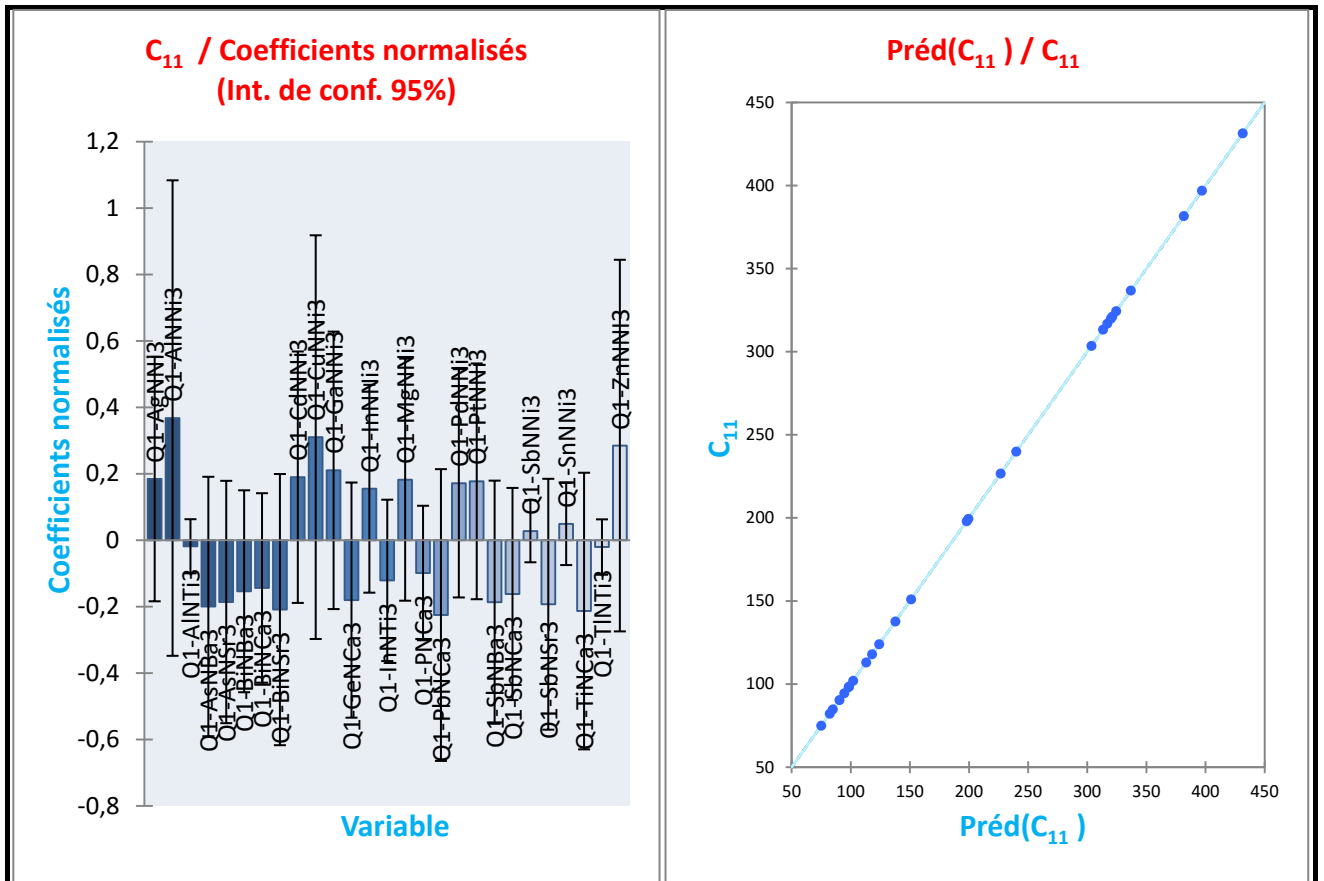 C₁₁ / Coefficients normalisés
(Int. de conf. 95%)
Coefficients normalisés
1,2
1
0,8
0,6
0,4
0,2
0
-0,2
-0,4
-0,6
-0,8
Q1-AgNNi3
Q1-AlNNi3
Q1-AlNTi3
Q1-AsNBa3
Q1-AsNSr3
Q1-BiNBa3
Q1-BiNCa3
Q1-BiNSr3
Q1-CdNNi3
Q1-CuNNi3
Q1-GaNNi3
Q1-GeNCa3
Q1-InNNi3
Q1-InNTi3
Q1-MgNNi3
Q1-PNCa3
Q1-PbNCa3
Q1-PdNNi3
Q1-PtNNi3
Q1-SbNBa3
Q1-SbNCa3
Q1-SbNNi3
Q1-SbNSr3
Q1-SnNNi3
Q1-TiNCa3
Q1-TlNTi3
Q1-ZnNNI3
Variable
Préd(C₁₁ ) / C₁₁
C₁₁
450
400
350
300
250
200
150
100
50
50 100 150 200 250 300 350 400 450
Préd(C₁₁ )